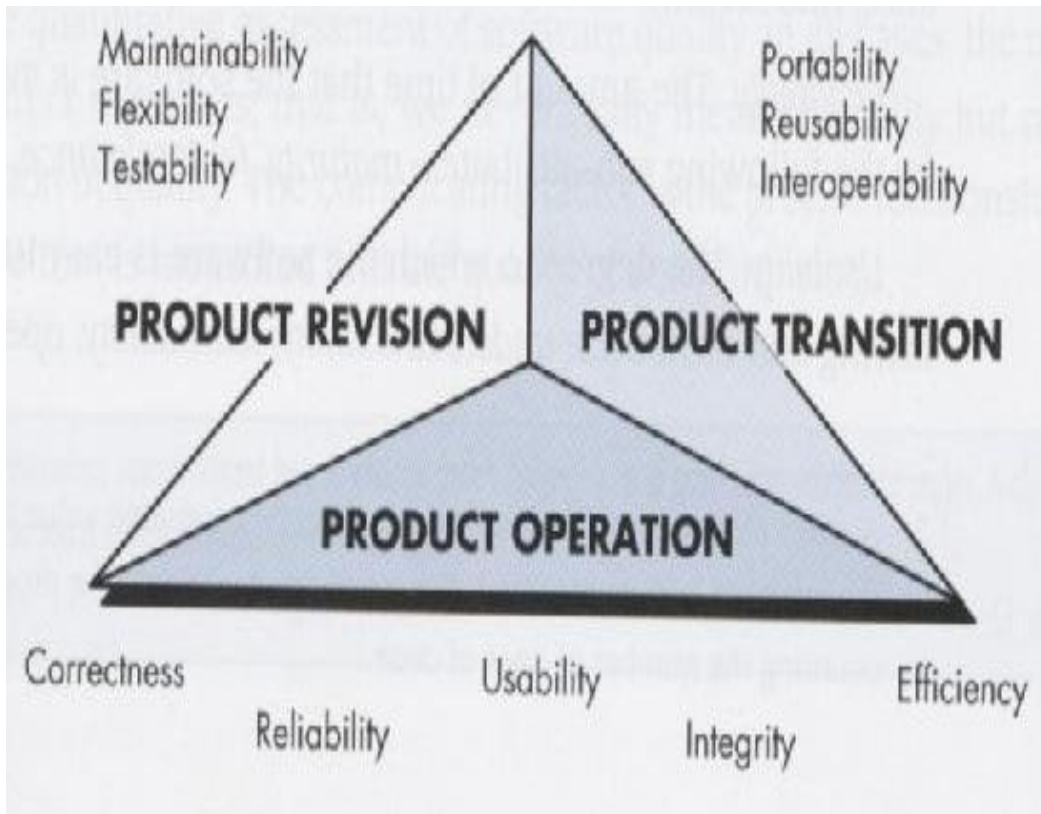 Maintainability
Flexibility
Testability
Portability
Reusability
Interoperability
PRODUCT REVISION
PRODUCT TRANSITION
PRODUCT OPERATION
Correctness
Reliability
Usability
Integrity
Efficiency